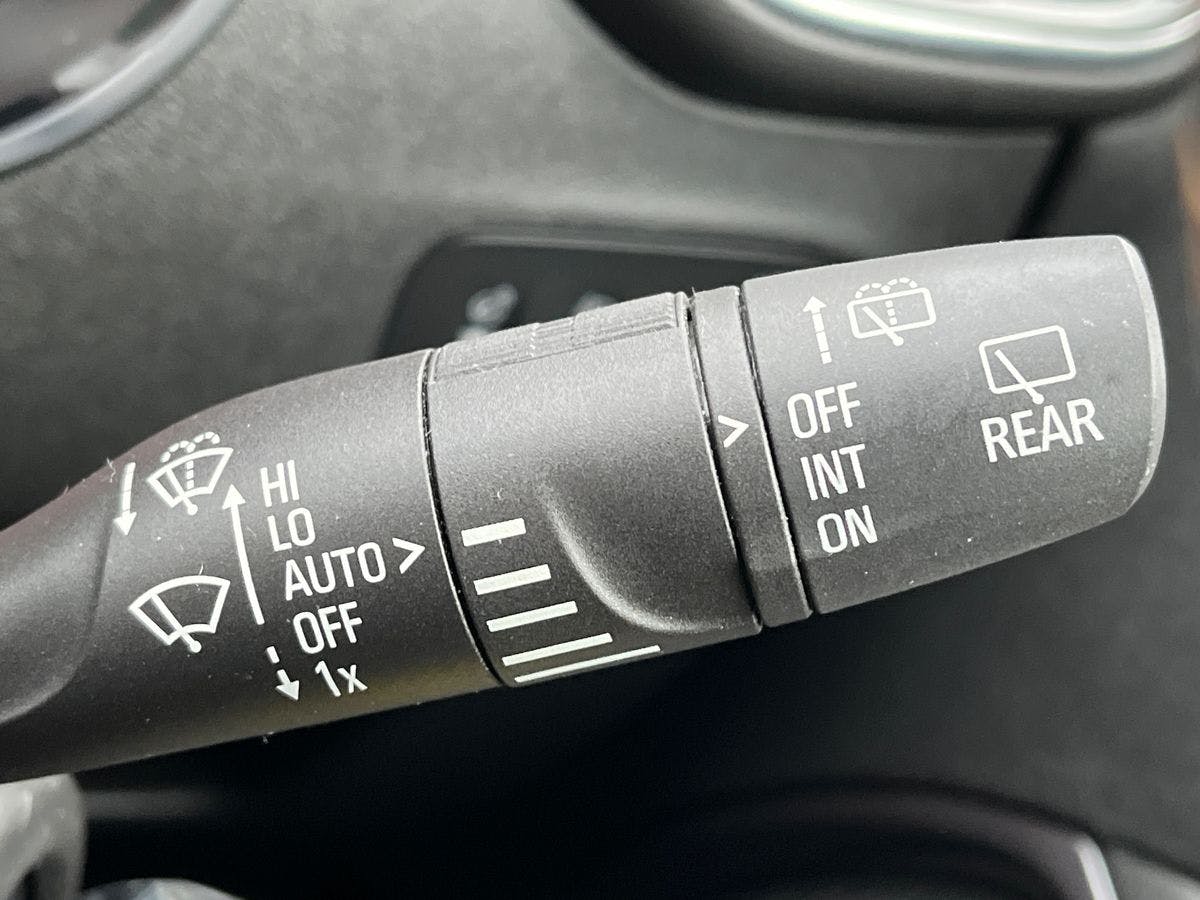 HI
LO
AUTO >
OFF
1x
>
OFF
INT
ON
REAR